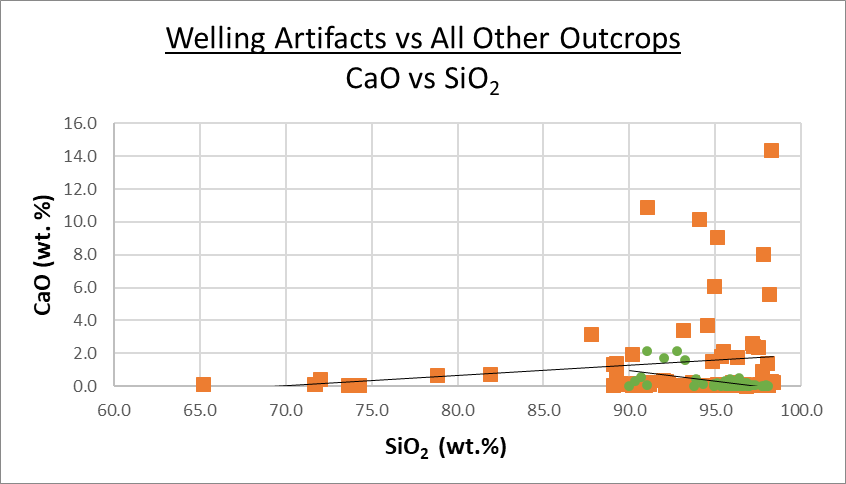 Welling Artifacts vs All Other Outcrops
CaO vs SiO₂
16.0
14.0
12.0
10.0
8.0
6.0
4.0
2.0
0.0
CaO (wt. %)
60.0 65.0 70.0 75.0 80.0 85.0 90.0 95.0 100.0
SiO₂ (wt.%)